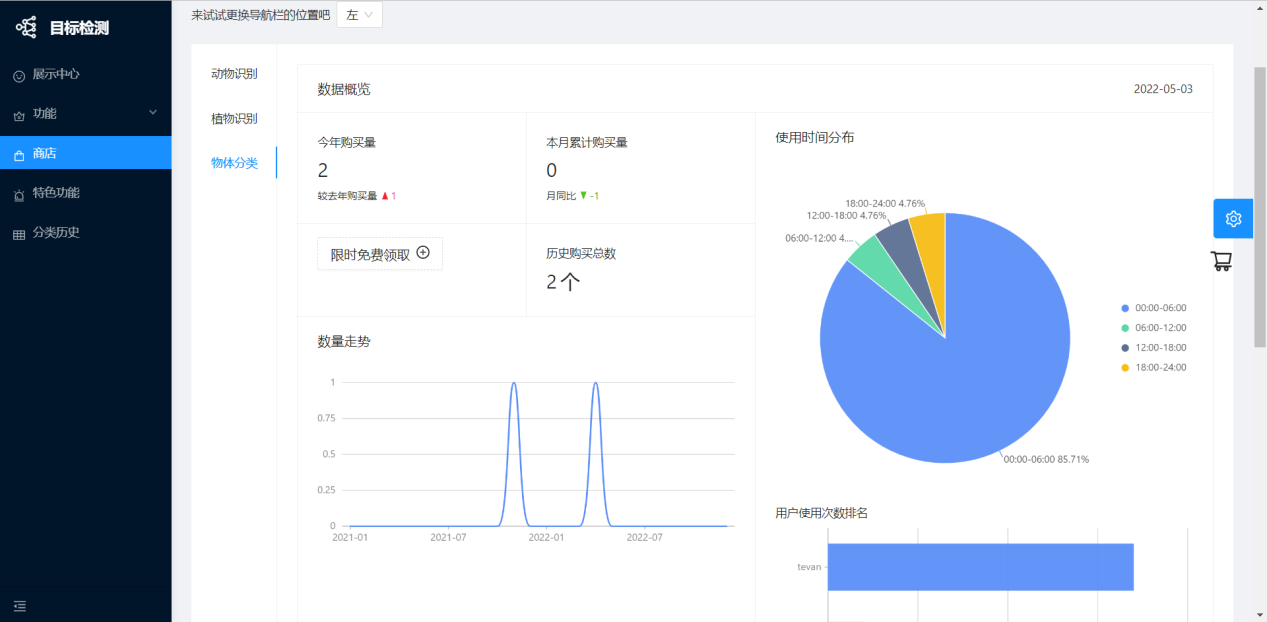 来试试更换导航栏的位置吧 左
目标检测
展示中心
功能
商店
特色功能
分类历史
动物识别
植物识别
物体分类
数据概览 2022-05-03
今年购买量
2
较去年购买量 1
本月累计购买量
0
月同比 -1
限时免费领取
历史购买总数
2个
数量走势
1
0.75
0.5
0.25
0
2021-01 2021-07 2022-01 2022-07
使用时间分布
18:00-24:00 4.76%
12:00-18:00 4.76%
06:00-12:00 4....
00:00-06:00 85.71%
00:00-06:00
06:00-12:00
12:00-18:00
18:00-24:00
用户使用次数排名
tevan